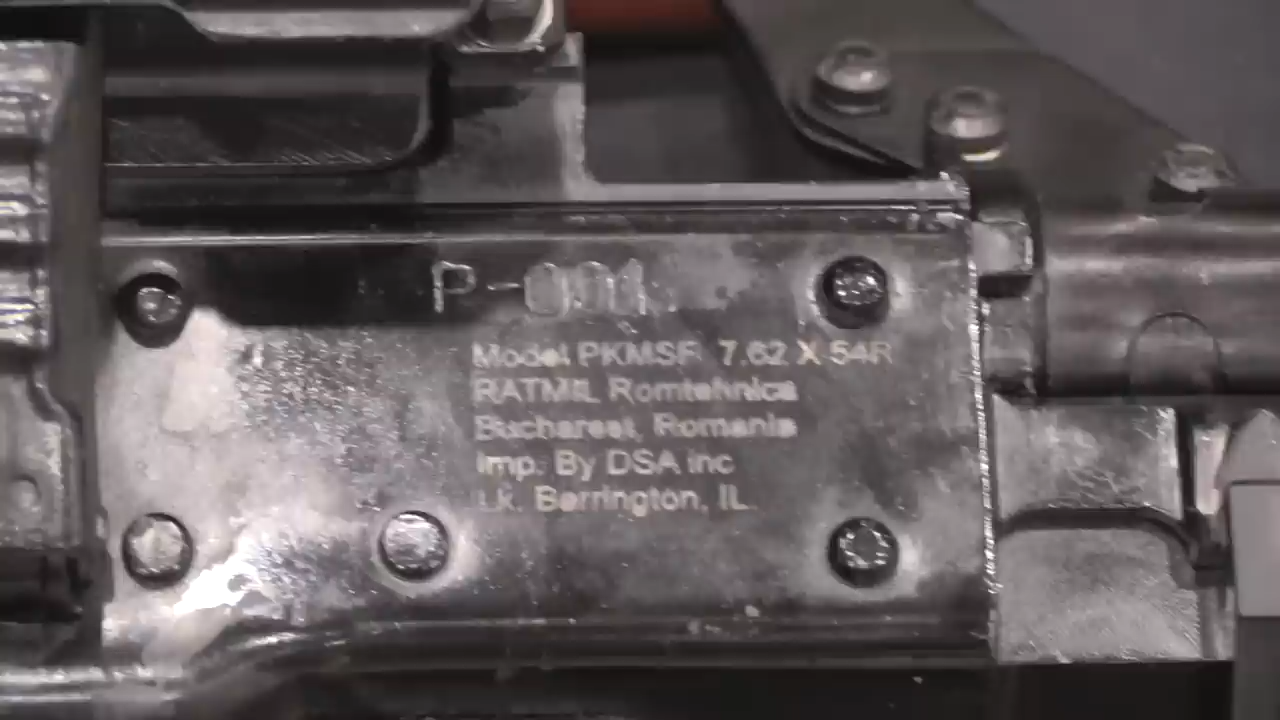 P-001
Model PKMSF 7.62 X 54R
RATMIL Romtehnica
Bucharest, Romania
Imp. By DSA Inc
Lk. Barrington, IL.